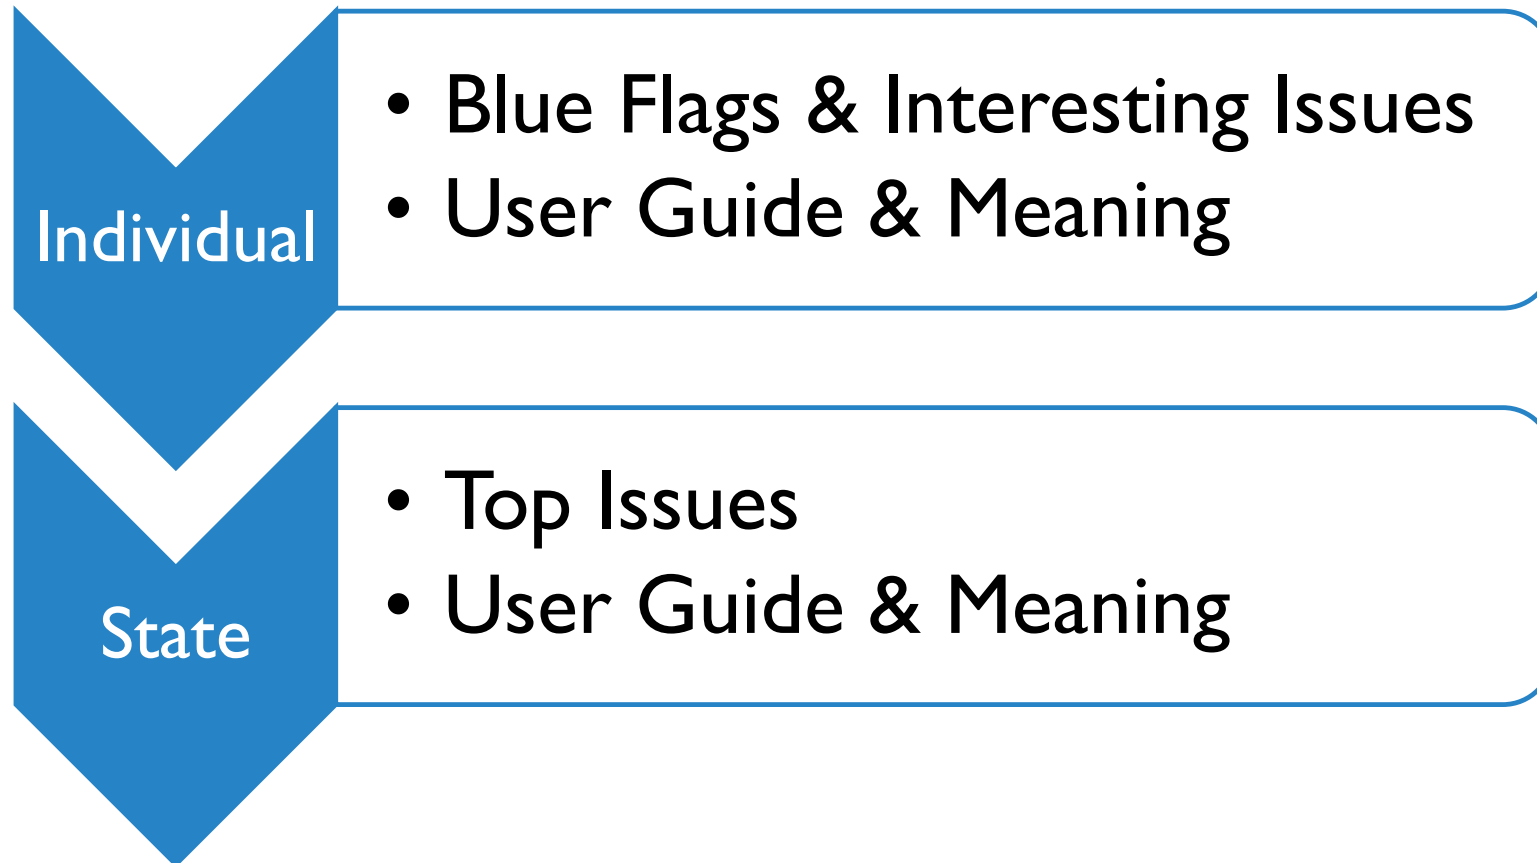 Individual
• Blue Flags & Interesting Issues
• User Guide & Meaning
State
• Top Issues
• User Guide & Meaning